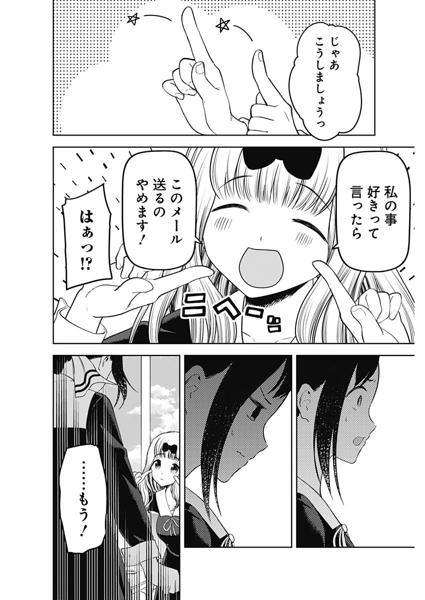 じゃあ
こうしましょうっ
私の事
好きって
言ったら
このメール
送るの
やめます！
はぁっ!?
ニヘー
……もう！